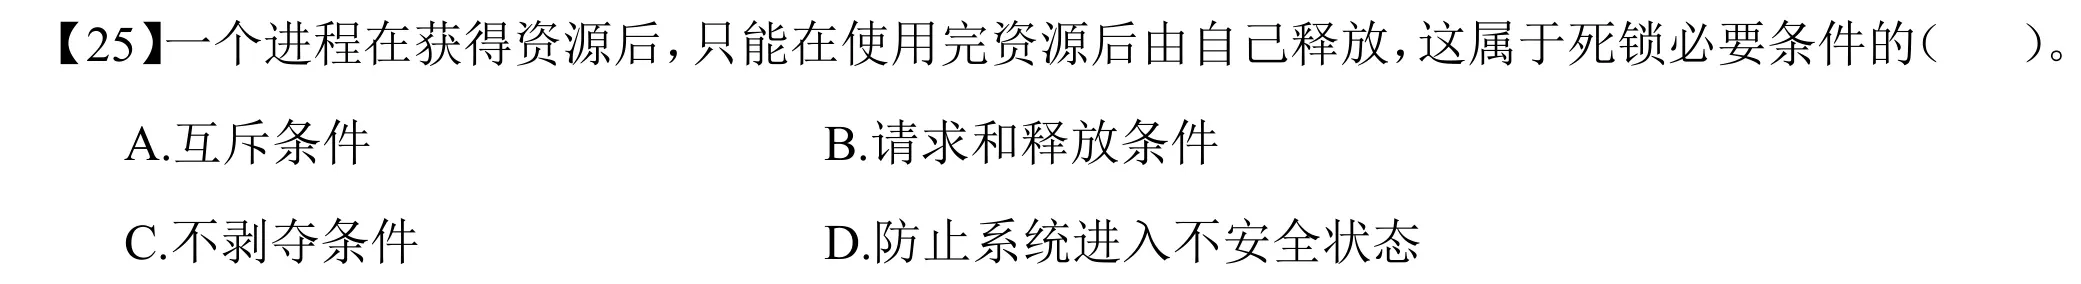 【25】一个进程在获得资源后,只能在使用完资源后由自己释放,这属于死锁必要条件的(  )。
A.互斥条件 B.请求和释放条件
C.不剥夺条件 D.防止系统进入不安全状态